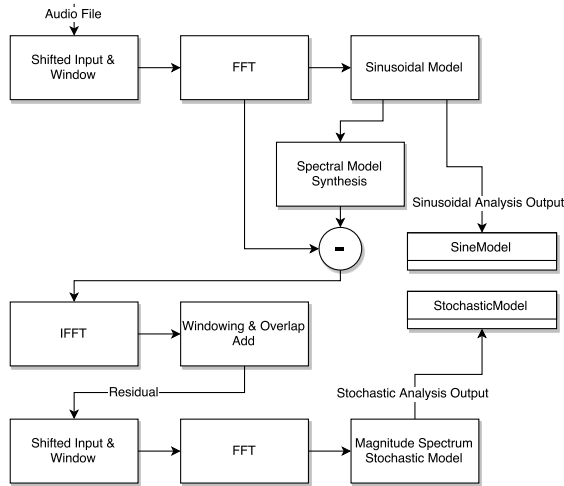 Audio File
Shifted Input &
Window
FFT
Sinusoidal Model
Spectral Model
Synthesis
Sinusoidal Analysis Output
-
SineModel
StochasticModel
IFFT
Windowing & Overlap
Add
Residual
Stochastic Analysis Output
Shifted Input &
Window
FFT
Magnitude Spectrum
Stochastic Model